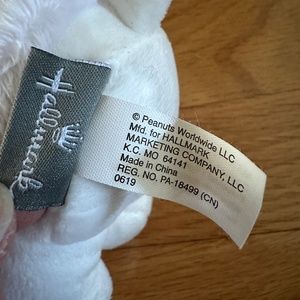 Hallmark
© Peanuts Worldwide LLC
Mfd. for HALLMARK
MARKETING COMPANY, LLC
K.C. MO 64141
Made in China
REG. NO. PA-18499 (CN)
0619